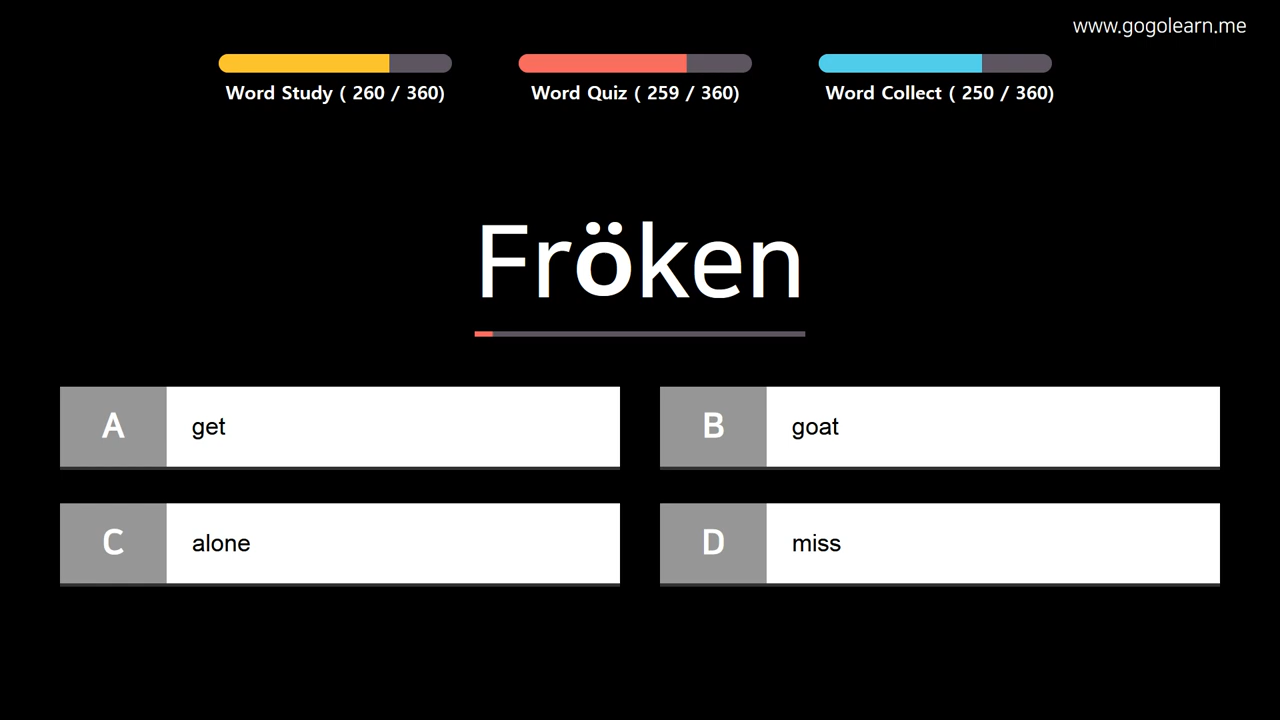 www.gogolearn.me
Word Study ( 260 / 360)
Word Quiz ( 259 / 360)
Word Collect ( 250 / 360)
Fröken
A get
B goat
C alone
D miss